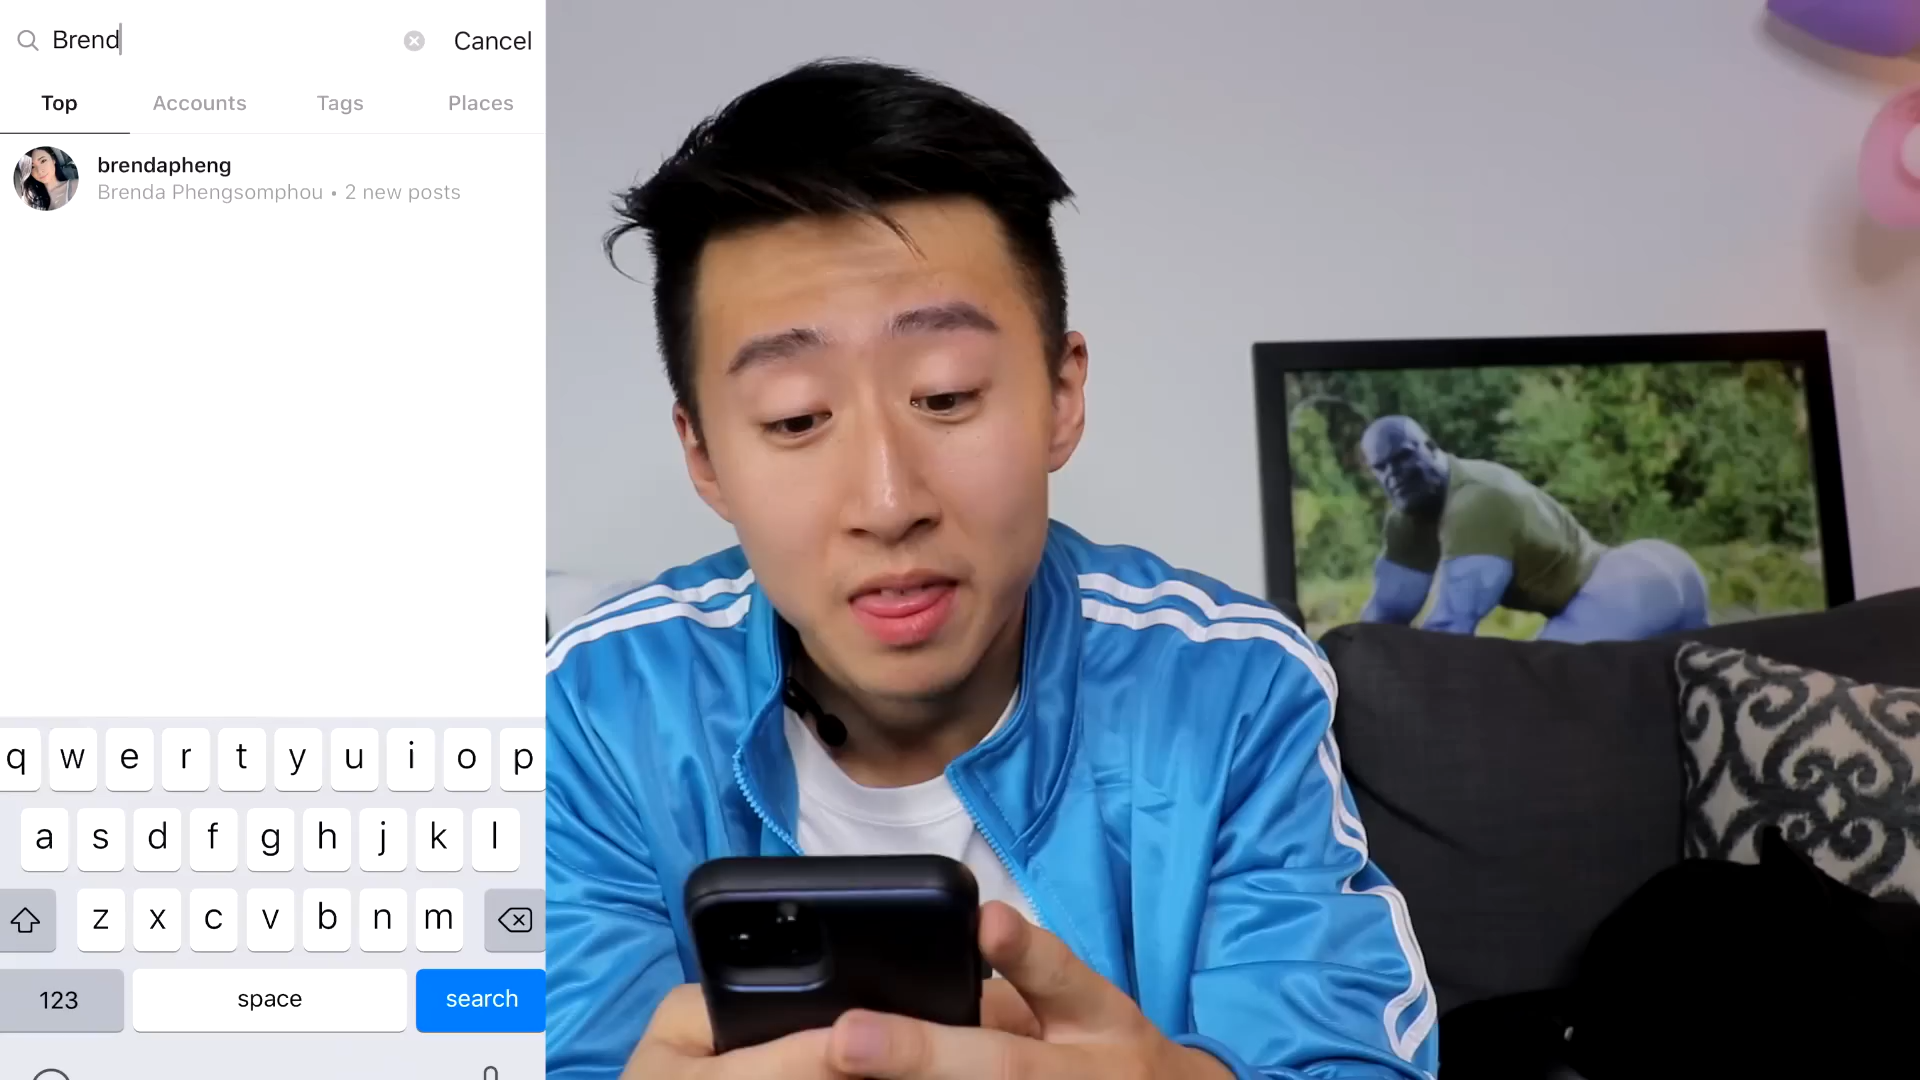 Brend Cancel
Top Accounts Tags Places
brendapheng
Brenda Phengsomphou • 2 new posts
q w e r t y u i o p
a s d f g h j k l
z x c v b n m
123 space search